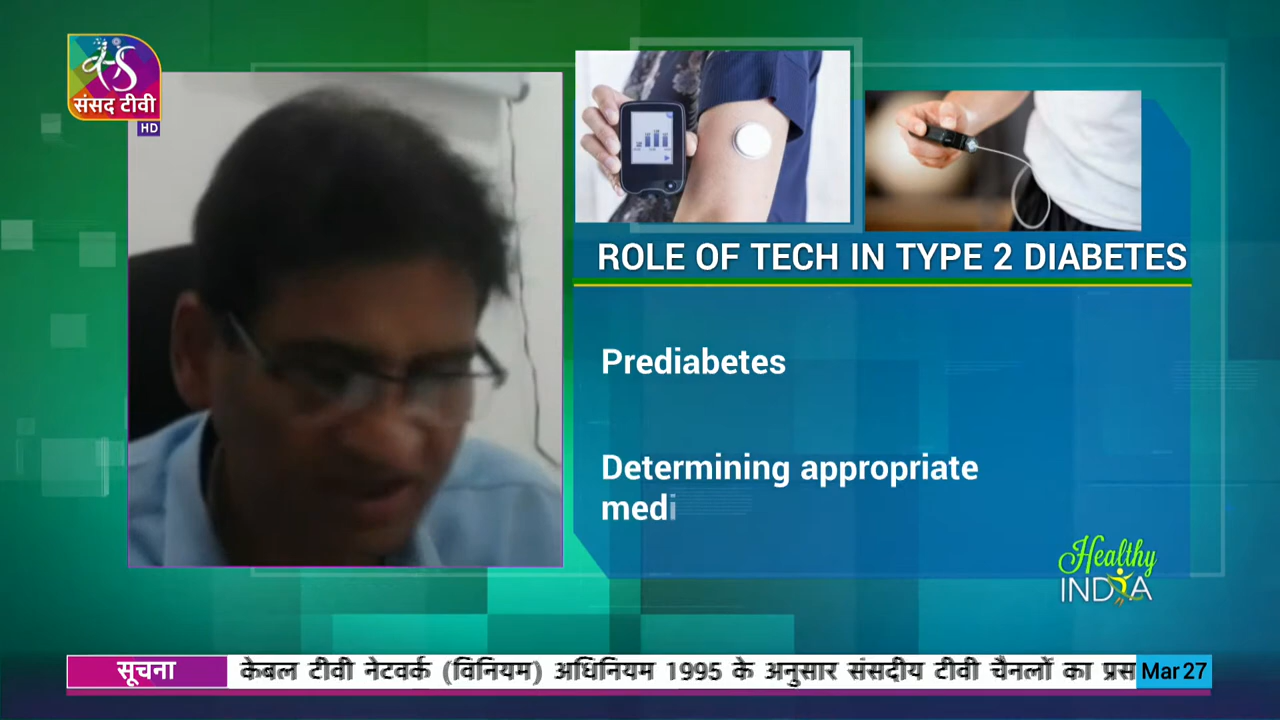 संसद टीवी
HD
ROLE OF TECH IN TYPE 2 DIABETES
Prediabetes
Determining appropriate
medi
Healthy
INDIA
सूचना केबल टीवी नेटवर्क (विनियम) अधिनियम 1995 के अनुसार संसदीय टीवी चैनलों का प्रस Mar 27